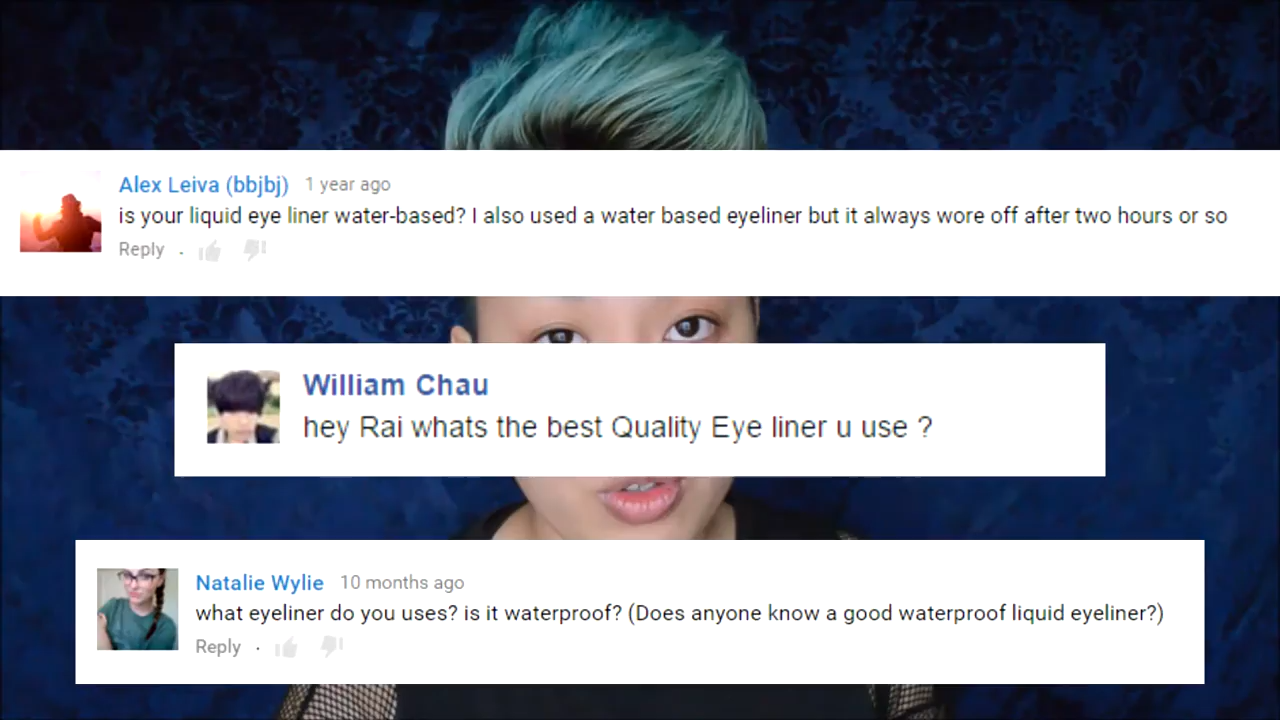 Alex Leiva (bbjbj) 1 year ago
is your liquid eye liner water-based? I also used a water based eyeliner but it always wore off after two hours or so
Reply .
William Chau
hey Rai whats the best Quality Eye liner u use ?
Natalie Wylie 10 months ago
what eyeliner do you uses? is it waterproof? (Does anyone know a good waterproof liquid eyeliner?)
Reply .